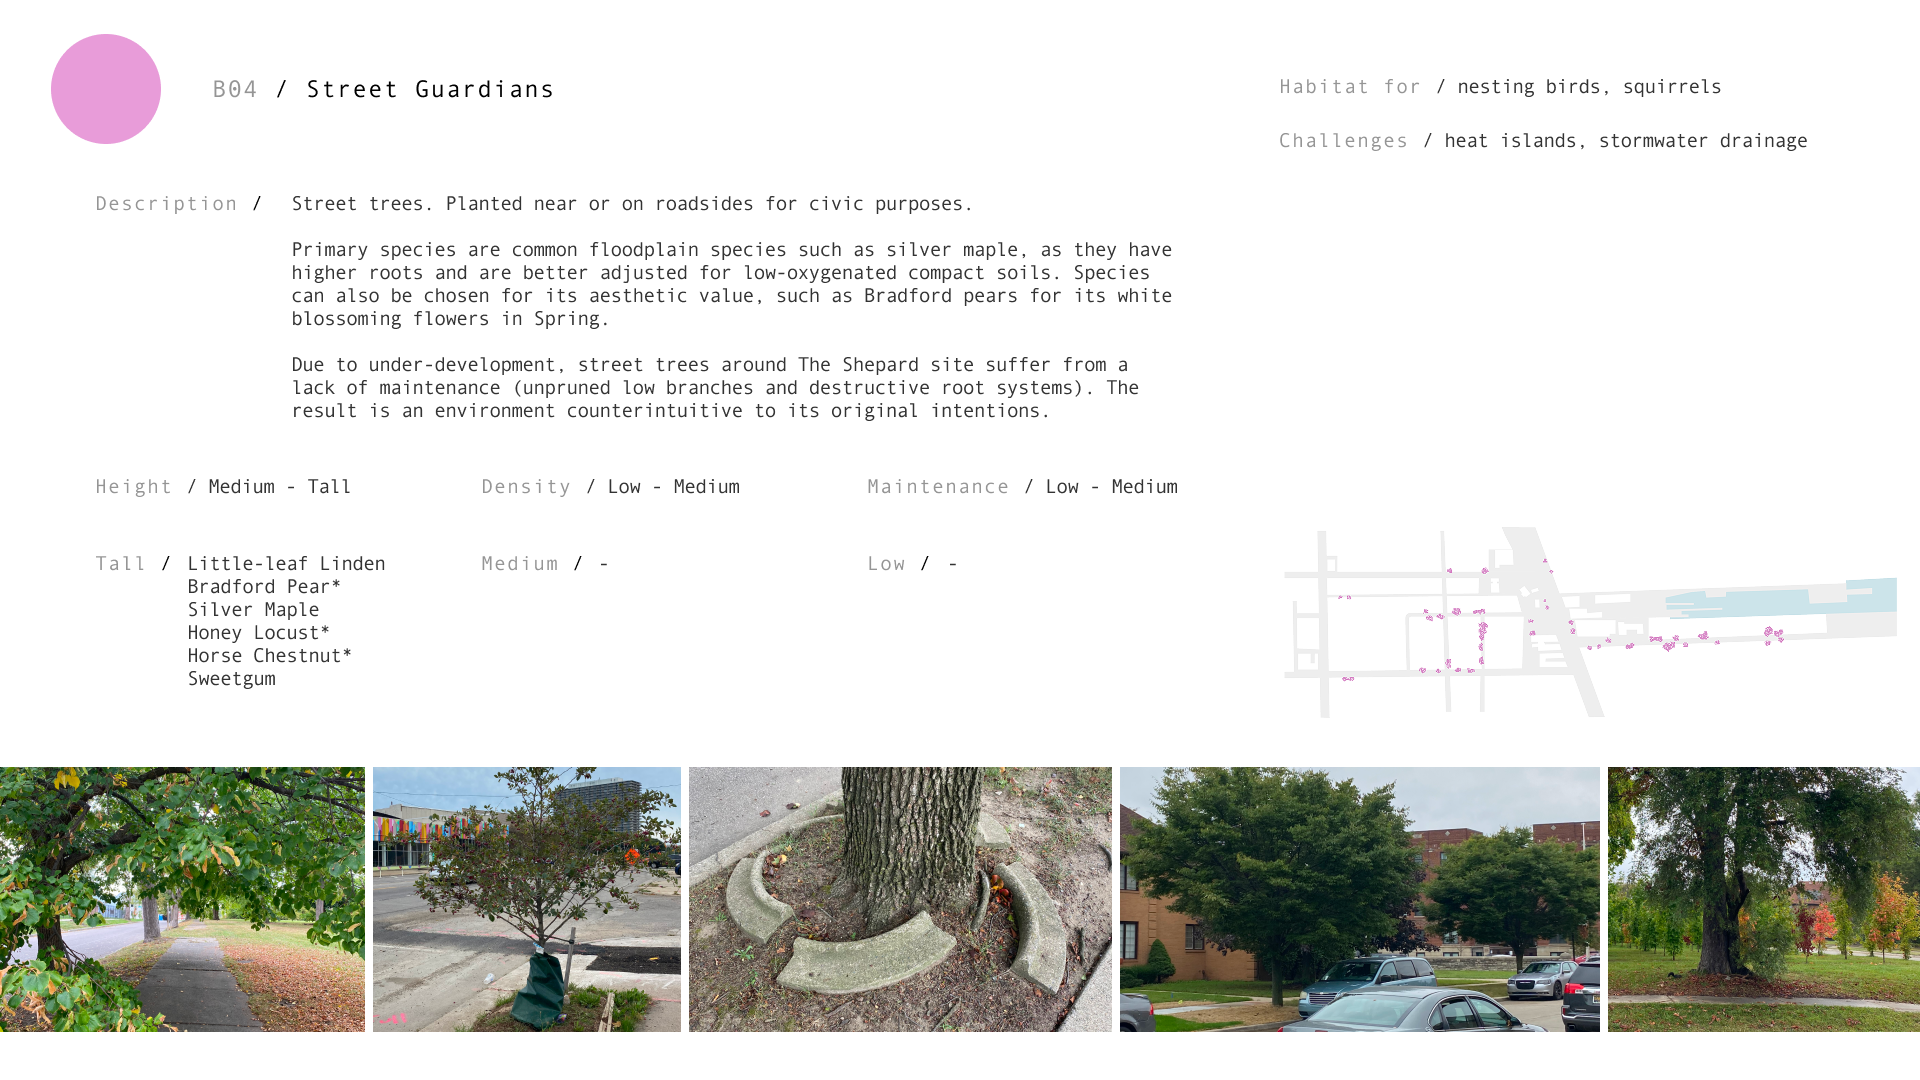 B04 / Street Guardians
Habitat for / nesting birds, squirrels
Challenges / heat islands, stormwater drainage
Description / Street trees. Planted near or on roadsides for civic purposes.
Primary species are common floodplain species such as silver maple, as they have
higher roots and are better adjusted for low-oxygenated compact soils. Species
can also be chosen for its aesthetic value, such as Bradford pears for its white
blossoming flowers in Spring.
Due to under-development, street trees around The Shepard site suffer from a
lack of maintenance (unpruned low branches and destructive root systems). The
result is an environment counterintuitive to its original intentions.
Height / Medium - Tall
Density / Low - Medium
Maintenance / Low - Medium
Tall / Little-leaf Linden
Bradford Pear*
Silver Maple
Honey Locust*
Horse Chestnut*
Sweetgum
Medium / -
Low / -